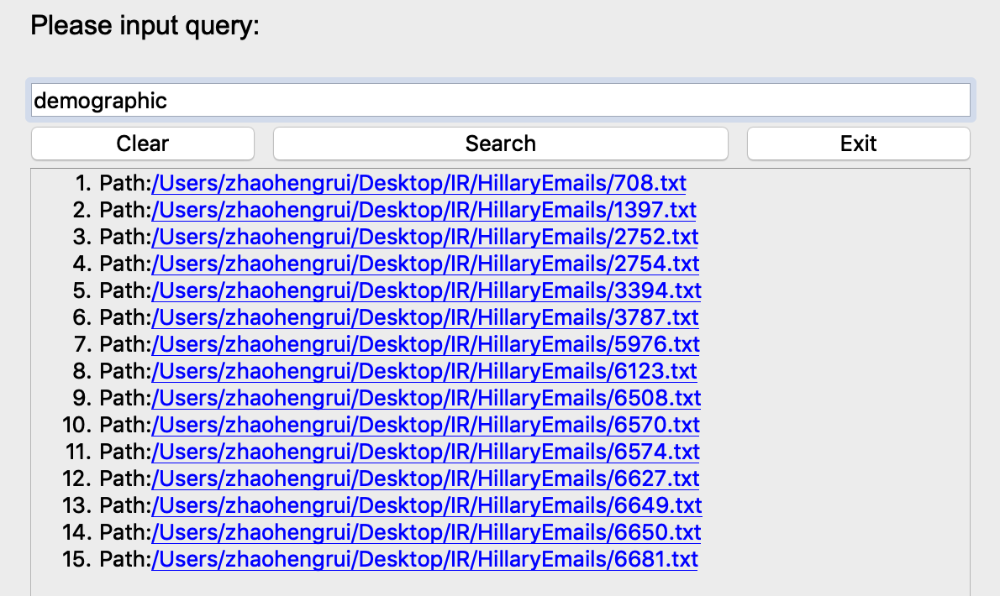 Please input query:
demographic
Clear Search Exit
1. Path:/Users/zhaohengrui/Desktop/IR/HillaryEmails/708.txt
2. Path:/Users/zhaohengrui/Desktop/IR/HillaryEmails/1397.txt
3. Path:/Users/zhaohengrui/Desktop/IR/HillaryEmails/2752.txt
4. Path:/Users/zhaohengrui/Desktop/IR/HillaryEmails/2754.txt
5. Path:/Users/zhaohengrui/Desktop/IR/HillaryEmails/3394.txt
6. Path:/Users/zhaohengrui/Desktop/IR/HillaryEmails/3787.txt
7. Path:/Users/zhaohengrui/Desktop/IR/HillaryEmails/5976.txt
8. Path:/Users/zhaohengrui/Desktop/IR/HillaryEmails/6123.txt
9. Path:/Users/zhaohengrui/Desktop/IR/HillaryEmails/6508.txt
10. Path:/Users/zhaohengrui/Desktop/IR/HillaryEmails/6570.txt
11. Path:/Users/zhaohengrui/Desktop/IR/HillaryEmails/6574.txt
12. Path:/Users/zhaohengrui/Desktop/IR/HillaryEmails/6627.txt
13. Path:/Users/zhaohengrui/Desktop/IR/HillaryEmails/6649.txt
14. Path:/Users/zhaohengrui/Desktop/IR/HillaryEmails/6650.txt
15. Path:/Users/zhaohengrui/Desktop/IR/HillaryEmails/6681.txt